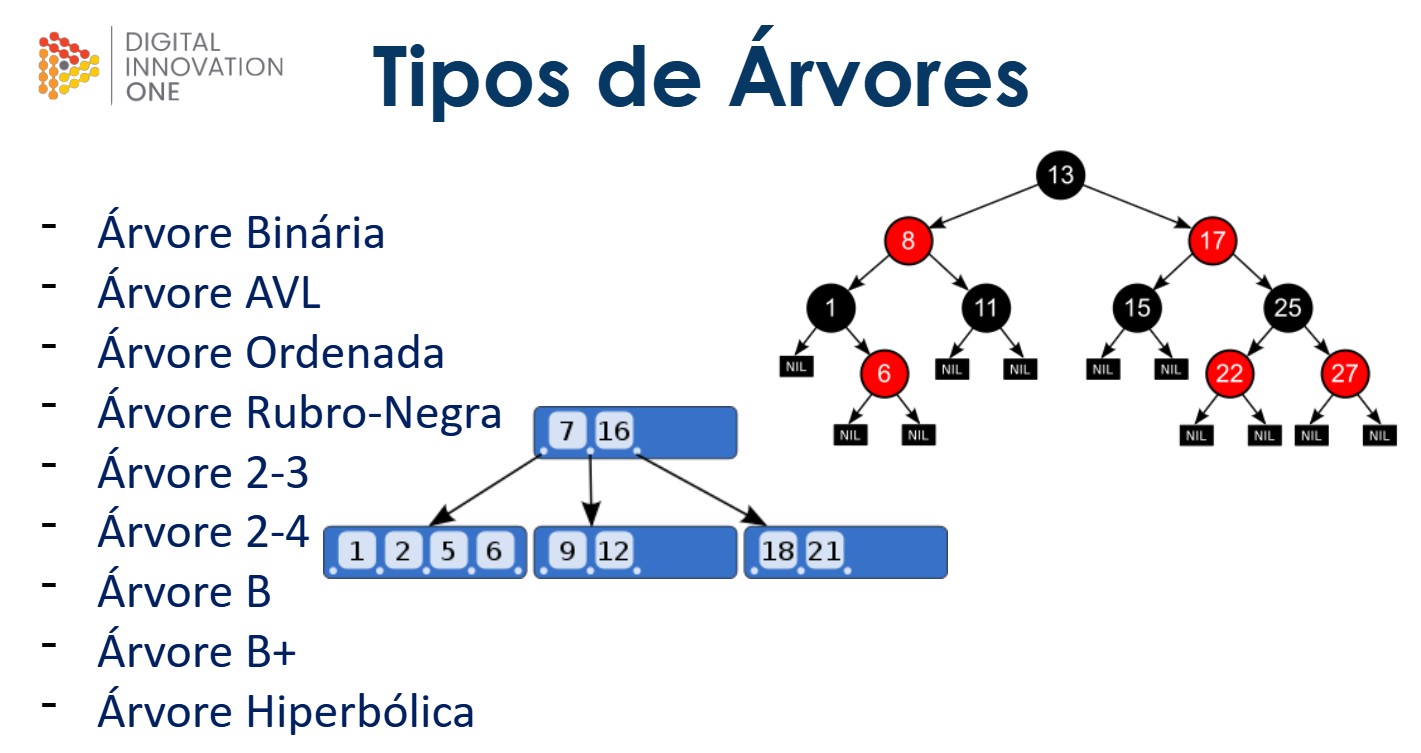 DIGITAL
INNOVATION
ONE
Tipos de Árvores
- Árvore Binária
- Árvore AVL
- Árvore Ordenada
- Árvore Rubro-Negra
- Árvore 2-3
- Árvore 2-4
- Árvore B
- Árvore B+
- Árvore Hiperbólica
7 16
1 2 5 6 9 12 18 21
13
8 17
1 11 15 25
NIL 6 NIL NIL NIL NIL 22 27
NIL NIL NIL NIL NIL NIL